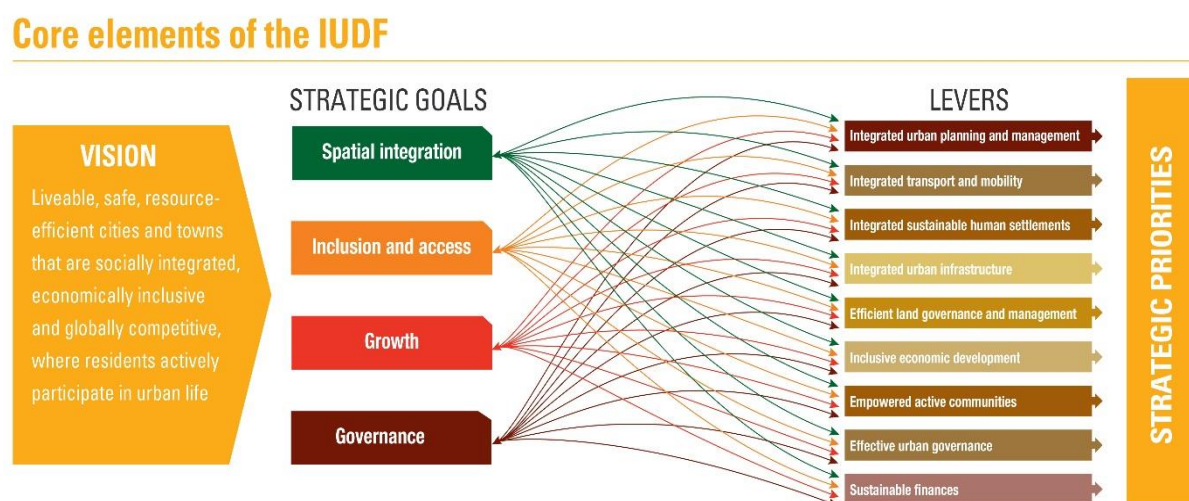 Core elements of the IUDF
STRATEGIC GOALS
LEVERS
VISION
Liveable, safe, resource-
efficient cities and towns
that are socially integrated,
economically inclusive
and globally competitive,
where residents actively
participate in urban life
Spatial integration
Inclusion and access
Growth
Governance
Integrated urban planning and management
Integrated transport and mobility
Integrated sustainable human settlements
Integrated urban infrastructure
Efficient land governance and management
Inclusive economic development
Empowered active communities
Effective urban governance
Sustainable finances
STRATEGIC PRIORITIES